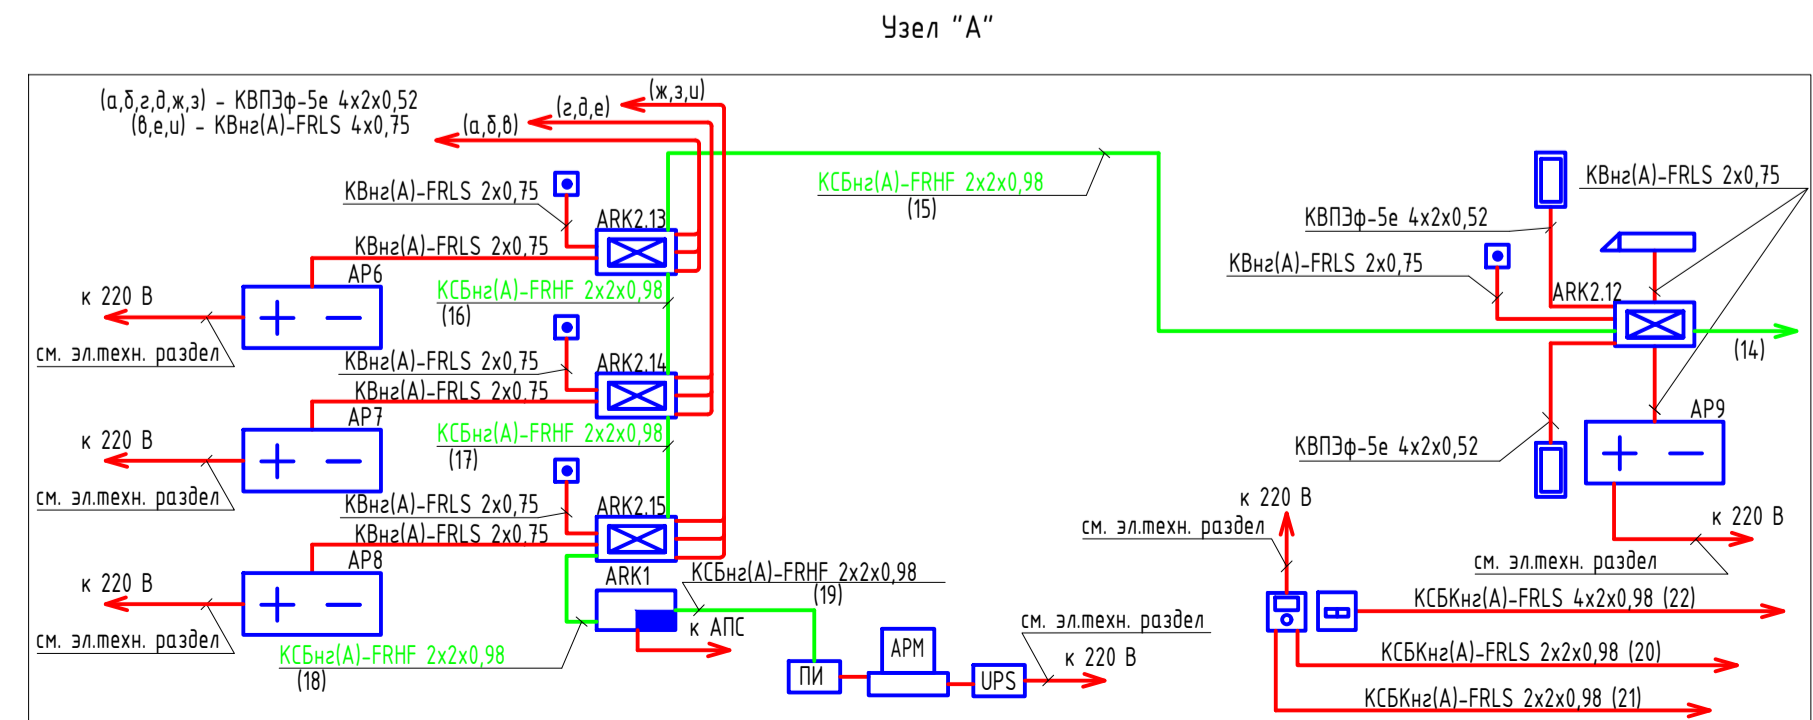 Узел "А"
(а,б,г,д,ж,з) - КВПЭф-5е 4х2х0,52
(в,е,и) - КВнг(А)-FRLS 4х0,75
(ж,з,и)
(г,д,е)
(а,б,в)
КВнг(А)-FRLS 2х0,75
ARK2.13
КВнг(А)-FRLS 2х0,75
АР6
к 220 В
см. эл.техн. раздел
КСБнг(А)-FRHF 2х2х0,98
(16)
КВнг(А)-FRLS 2х0,75
ARK2.14
КВнг(А)-FRLS 2х0,75
АР7
к 220 В
см. эл.техн. раздел
КСБнг(А)-FRHF 2х2х0,98
(17)
КВнг(А)-FRLS 2х0,75
ARK2.15
КВнг(А)-FRLS 2х0,75
АР8
к 220 В
см. эл.техн. раздел
ARK1
КСБнг(А)-FRHF 2х2х0,98
(19)
к АПС
КСБнг(А)-FRHF 2х2х0,98
(18)
ПИ
АРМ
UPS
см. эл.техн. раздел
к 220 В
КСБнг(А)-FRHF 2х2х0,98
(15)
КВнг(А)-FRLS 2х0,75
КВПЭф-5е 4х2х0,52
КВнг(А)-FRLS 2х0,75
ARK2.12
(14)
АР9
КВПЭф-5е 4х2х0,52
к 220 В
см. эл.техн. раздел
к 220 В
см. эл.техн. раздел
КСБКнг(А)-FRLS 4х2х0,98 (22)
КСБКнг(А)-FRLS 2х2х0,98 (20)
КСБКнг(А)-FRLS 2х2х0,98 (21)